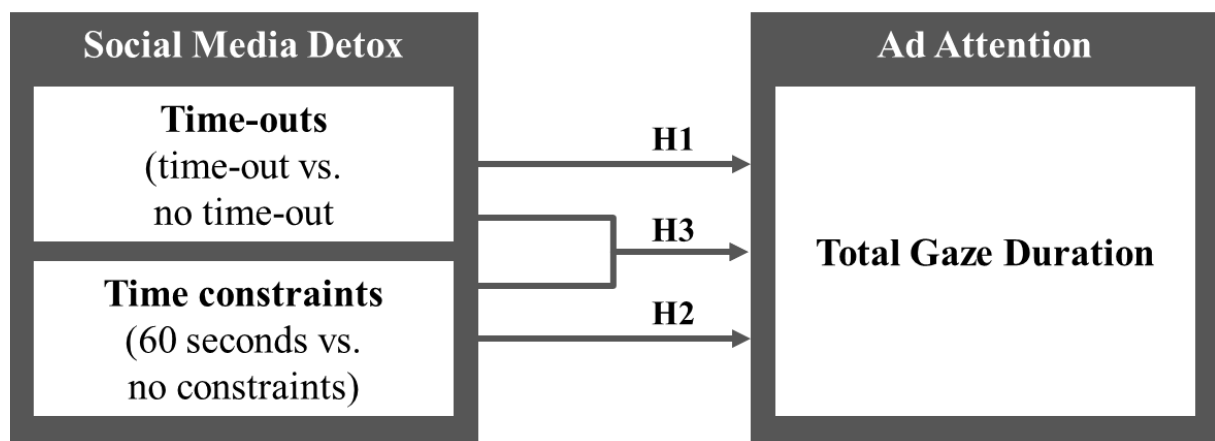 Social Media Detox
Time-outs
(time-out vs.
no time-out
Time constraints
(60 seconds vs.
no constraints)
H1
H3
H2
Ad Attention
Total Gaze Duration